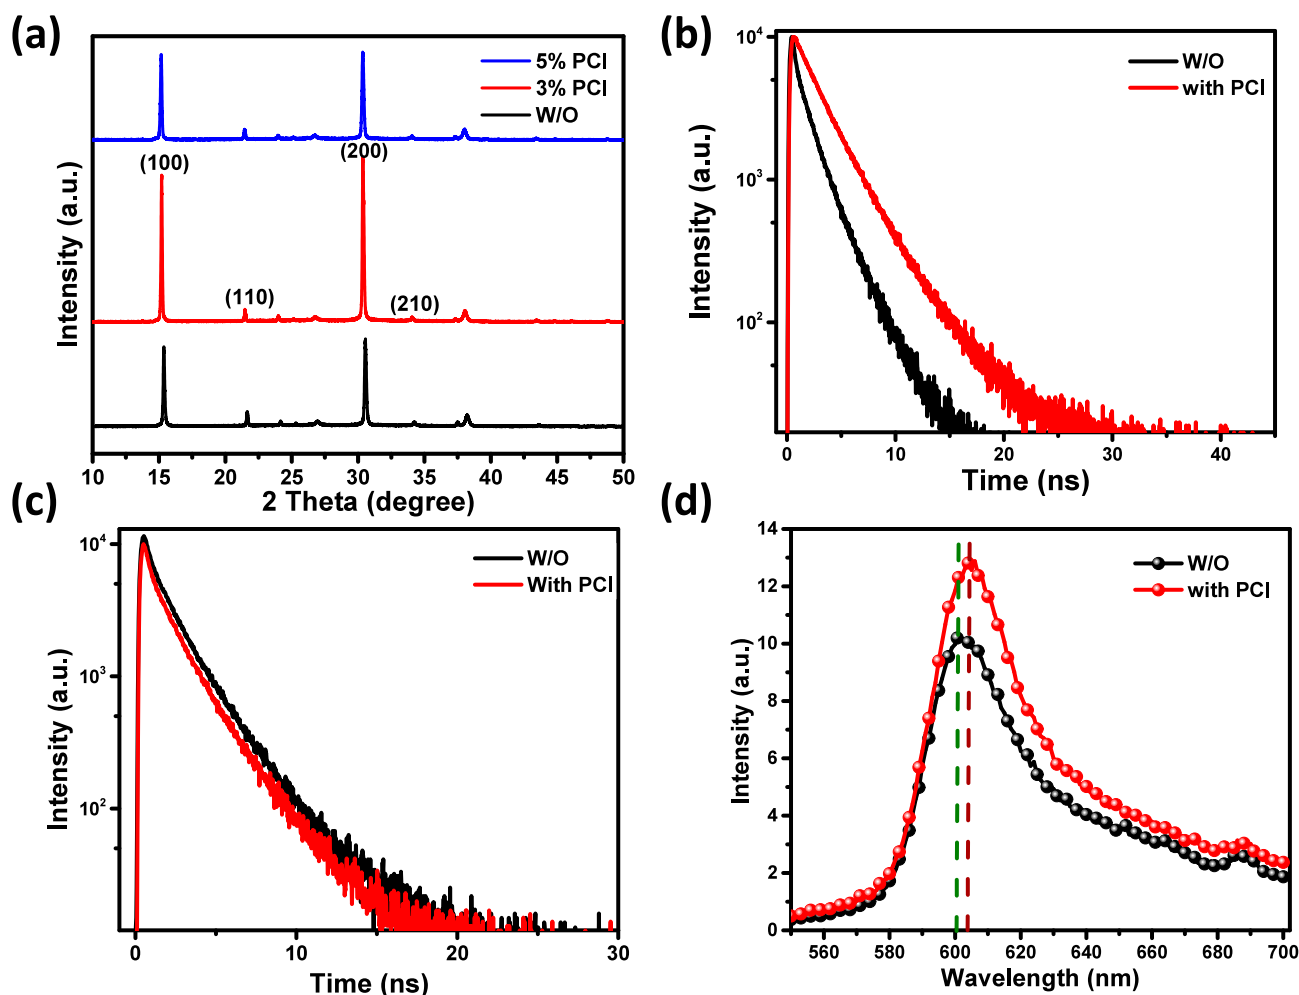 (a)
5% PCl
3% PCl
W/O
(100)
(200)
(110)
(210)
Intensity (a.u.)
10 15 20 25 30 35 40 45 50
2 Theta (degree)
(b)
W/O
with PCl
10⁴
10³
10²
Intensity (a.u.)
0 10 20 30 40
Time (ns)
(c)
W/O
With PCl
10⁴
10³
10²
Intensity (a.u.)
0 10 20 30
Time (ns)
(d)
W/O
with PCl
14
12
10
8
6
4
2
0
Intensity (a.u.)
560 580 600 620 640 660 680 700
Wavelength (nm)